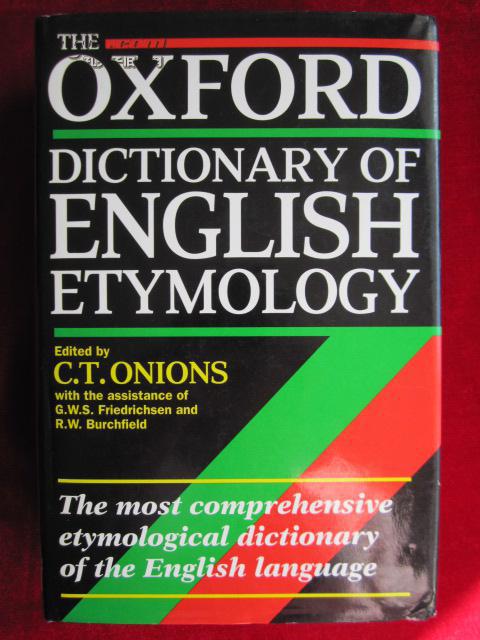 THE
OXFORD
DICTIONARY OF
ENGLISH
ETYMOLOGY
Edited by
C.T. ONIONS
with the assistance of
G.W.S. Friedrichsen and
R.W. Burchfield
The most comprehensive
etymological dictionary
of the English language